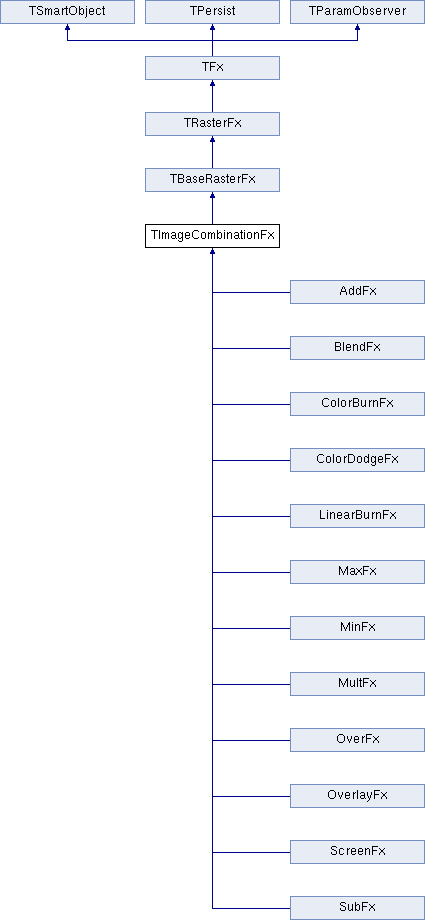 TSmartObject
TPersist
TParamObserver
TFx
TRasterFx
TBaseRasterFx
TImageCombinationFx
AddFx
BlendFx
ColorBurnFx
ColorDodgeFx
LinearBurnFx
MaxFx
MinFx
MultFx
OverFx
OverlayFx
ScreenFx
SubFx